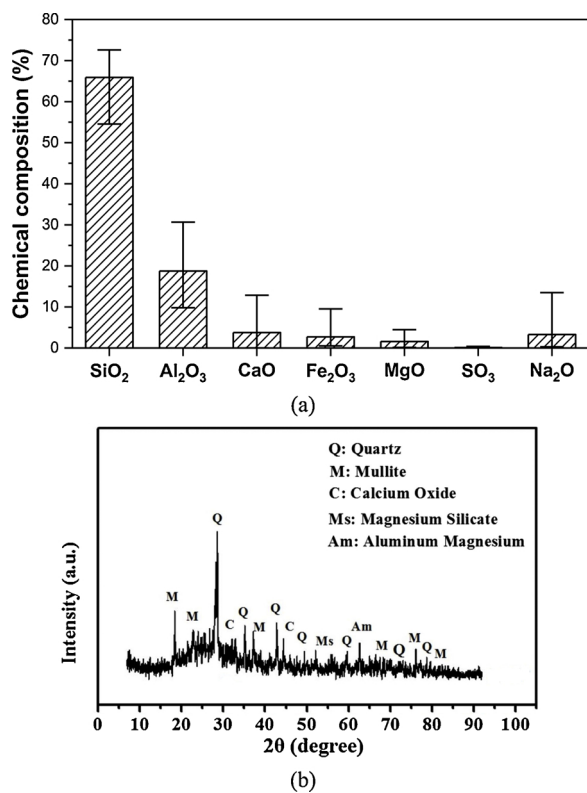 80
70
60
50
40
30
20
10
0
Chemical composition (%)
SiO₂ Al₂O₃ CaO Fe₂O₃ MgO SO₃ Na₂O
(a)
Q: Quartz
M: Mullite
C: Calcium Oxide
Ms: Magnesium Silicate
Am: Aluminum Magnesium
Q
M M C Q M Q C Q Ms Q Am M Q M Q M
Intensity (a.u.)
0 10 20 30 40 50 60 70 80 90 100
2θ (degree)
(b)